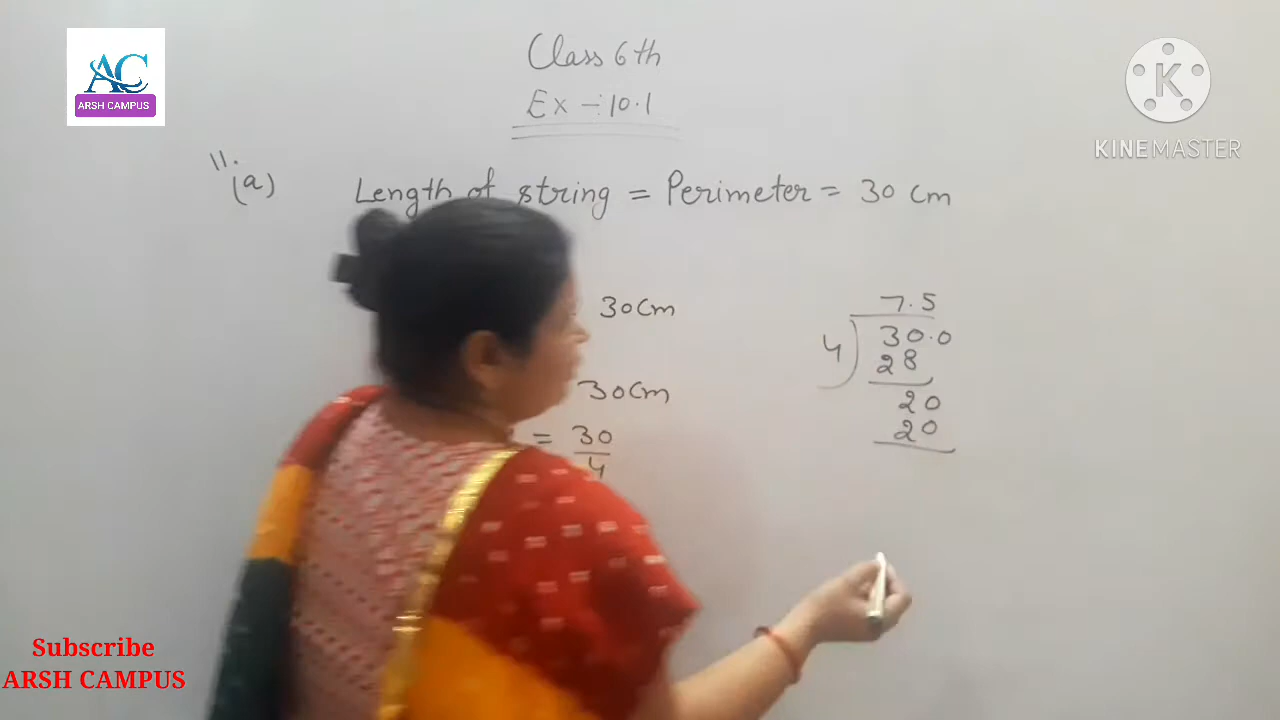 AC
ARSH CAMPUS
K
KINEMASTER
Class 6th
Ex ÷ 10.1
11.
(a) Length of string = Perimeter = 30 cm
30cm
30cm
= 30
4
7.5
4 30.0
28
20
20
Subscribe
ARSH CAMPUS